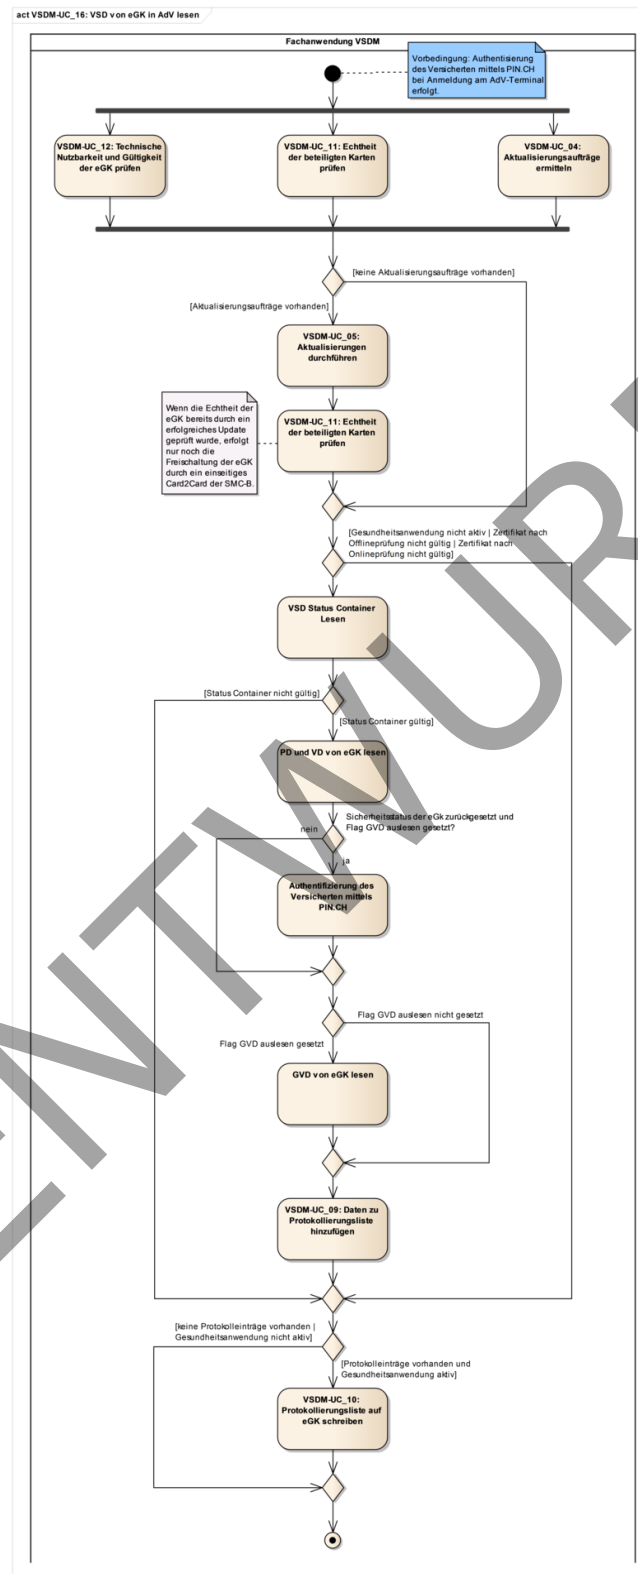 act VSDM-UC_16: VSD von eGK in AdV lesen
Fachanwendung VSDM
Vorbedingung: Authentisierung
des Versicherten mittels PIN.CH
bei Anmeldung am AdV-Terminal
erfolgt.
VSDM-UC_12: Technische
Nutzbarkeit und Gültigkeit
der eGK prüfen
VSDM-UC_11: Echtheit
der beteiligten Karten
prüfen
VSDM-UC_04:
Aktualisierungsaufträge
ermitteln
[keine Aktualisierungsaufträge vorhanden]
[Aktualisierungsaufträge vorhanden]
VSDM-UC_05:
Aktualisierungen
durchführen
Wenn die Echtheit der
eGK bereits durch ein
erfolgreiches Update
geprüft wurde, erfolgt
nur noch die
Freischaltung der eGK
durch ein einseitiges
Card2Card der SMC-B.
VSDM-UC_11: Echtheit
der beteiligten Karten
prüfen
[Gesundheitsanwendung nicht aktiv | Zertifikat nach
Offlineprüfung nicht gültig | Zertifikat nach
Onlineprüfung nicht gültig]
VSD Status Container
Lesen
[Status Container nicht gültig]
[Status Container gültig]
PD und VD von eGK lesen
Sicherheitsstatus der eGk zurückgesetzt und
Flag GVD auslesen gesetzt?
nein
ja
Authentifizierung des
Versicherten mittels
PIN.CH
Flag GVD auslesen nicht gesetzt
Flag GVD auslesen gesetzt
GVD von eGK lesen
VSDM-UC_09: Daten zu
Protokollierungsliste
hinzufügen
[keine Protokolleinträge vorhanden |
Gesundheitsanwendung nicht aktiv]
[Protokolleinträge vorhanden und
Gesundheitsanwendung aktiv]
VSDM-UC_10:
Protokollierungsliste auf
eGK schreiben
ENTWUR